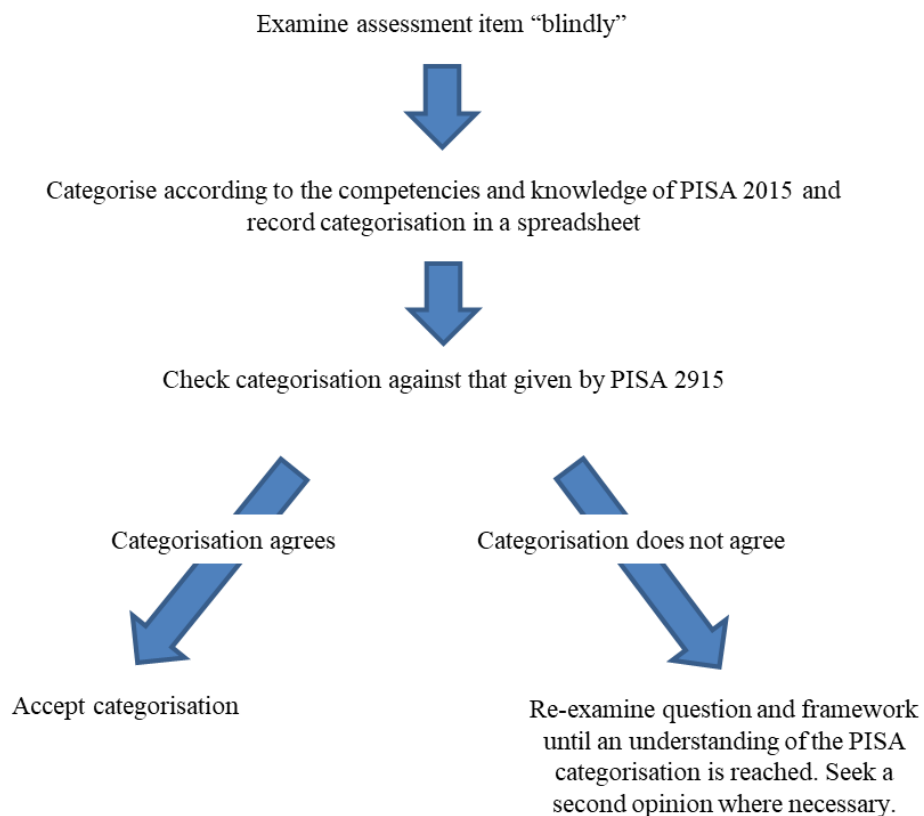 Examine assessment item “blindly”
Categorise according to the competencies and knowledge of PISA 2015 and
record categorisation in a spreadsheet
Check categorisation against that given by PISA 2915
Categorisation agrees
Categorisation does not agree
Accept categorisation
Re-examine question and framework
until an understanding of the PISA
categorisation is reached. Seek a
second opinion where necessary.